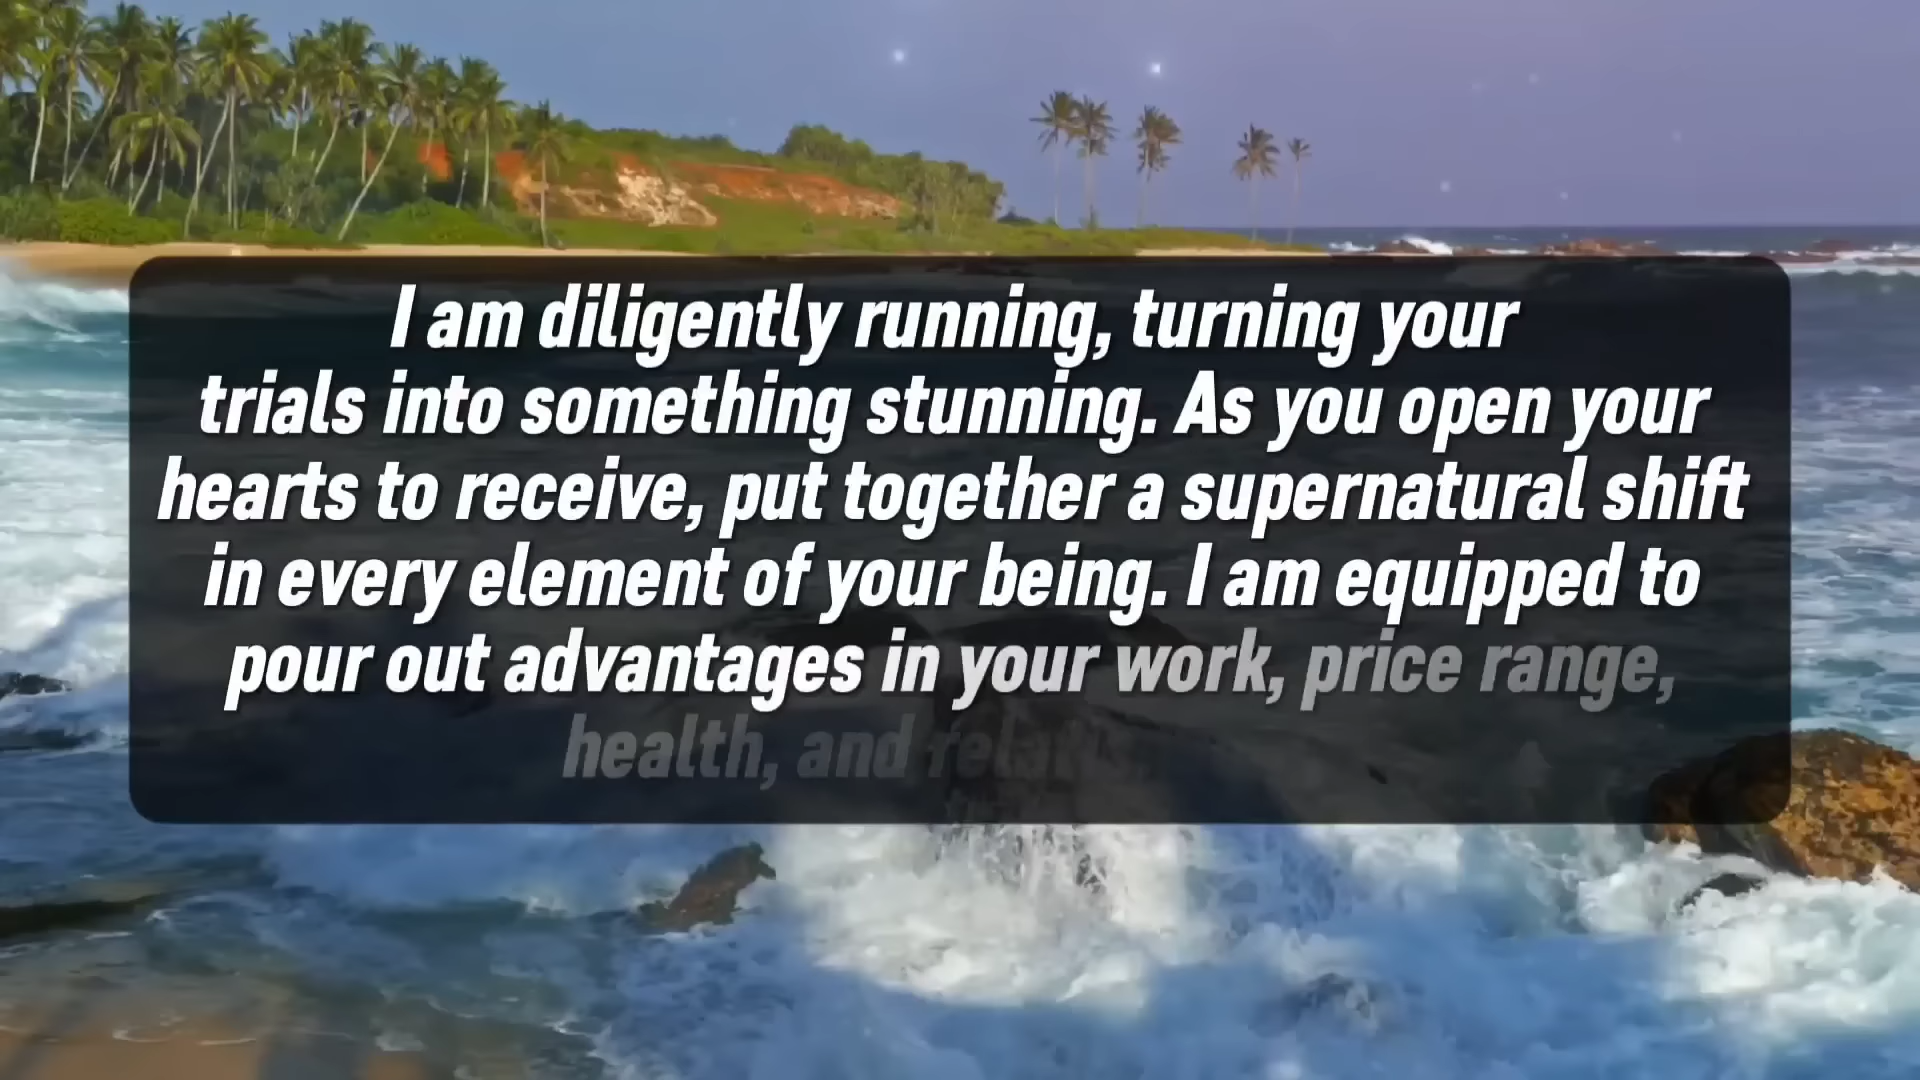 I am diligently running, turning your
trials into something stunning. As you open your
hearts to receive, put together a supernatural shift
in every element of your being. I am equipped to
pour out advantages in your work, price range,
health, and